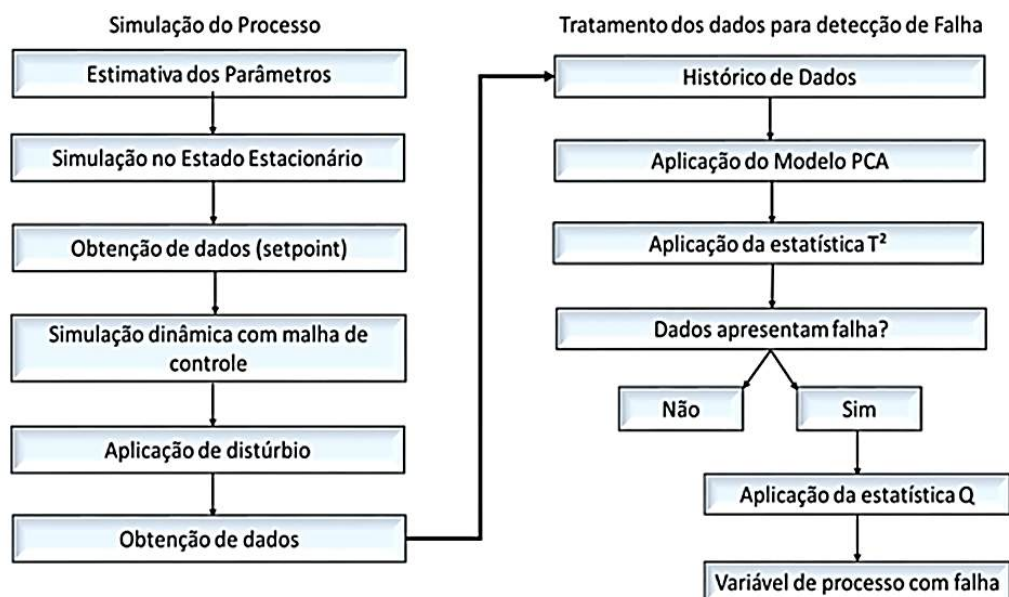 Simulação do Processo
Estimativa dos Parâmetros
Simulação no Estado Estacionário
Obtenção de dados (setpoint)
Simulação dinâmica com malha de
controle
Aplicação de distúrbio
Obtenção de dados
Tratamento dos dados para detecção de Falha
Histórico de Dados
Aplicação do Modelo PCA
Aplicação da estatística T²
Dados apresentam falha?
Não
Sim
Aplicação da estatística Q
Variável de processo com falha